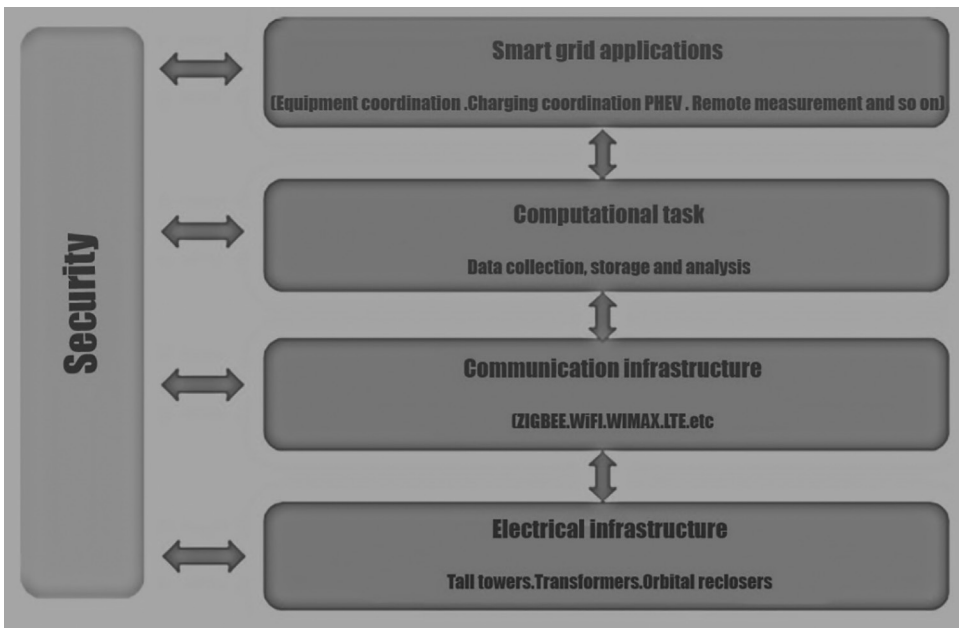 Security
Smart grid applications
(Equipment coordination .Charging coordination PHEV . Remote measurement and so on)
Computational task
Data collection, storage and analysis
Communication infrastructure
(ZIGBEE.WiFI.WIMAX.LTE.etc
Electrical infrastructure
Tall towers.Transformers.Orbital reclosers